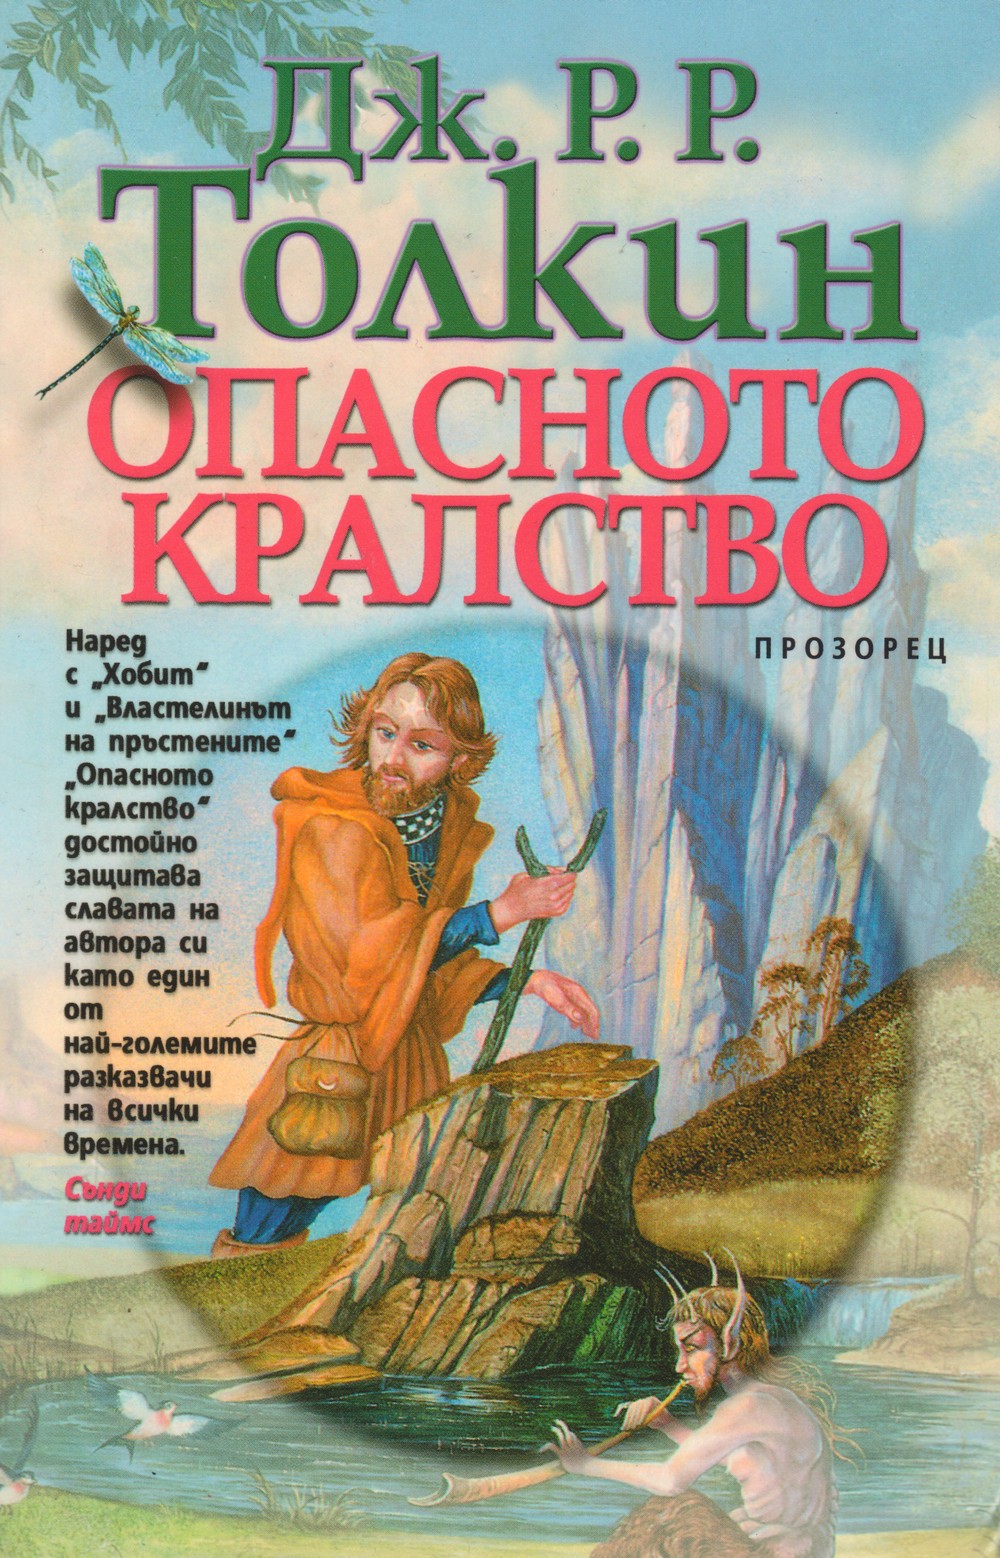 Дж. Р. Р.
Толкин
ОПАСНОТО
КРАЛСТВО
ПРОЗОРЕЦ
Наред
с „Хобит“
и „Властелинът
на пръстените“
„Опасното
кралство“
достойно
защитава
славата на
автора си
като един
от
най-големите
разказвачи
на всички
времена.
Сънди
таймс